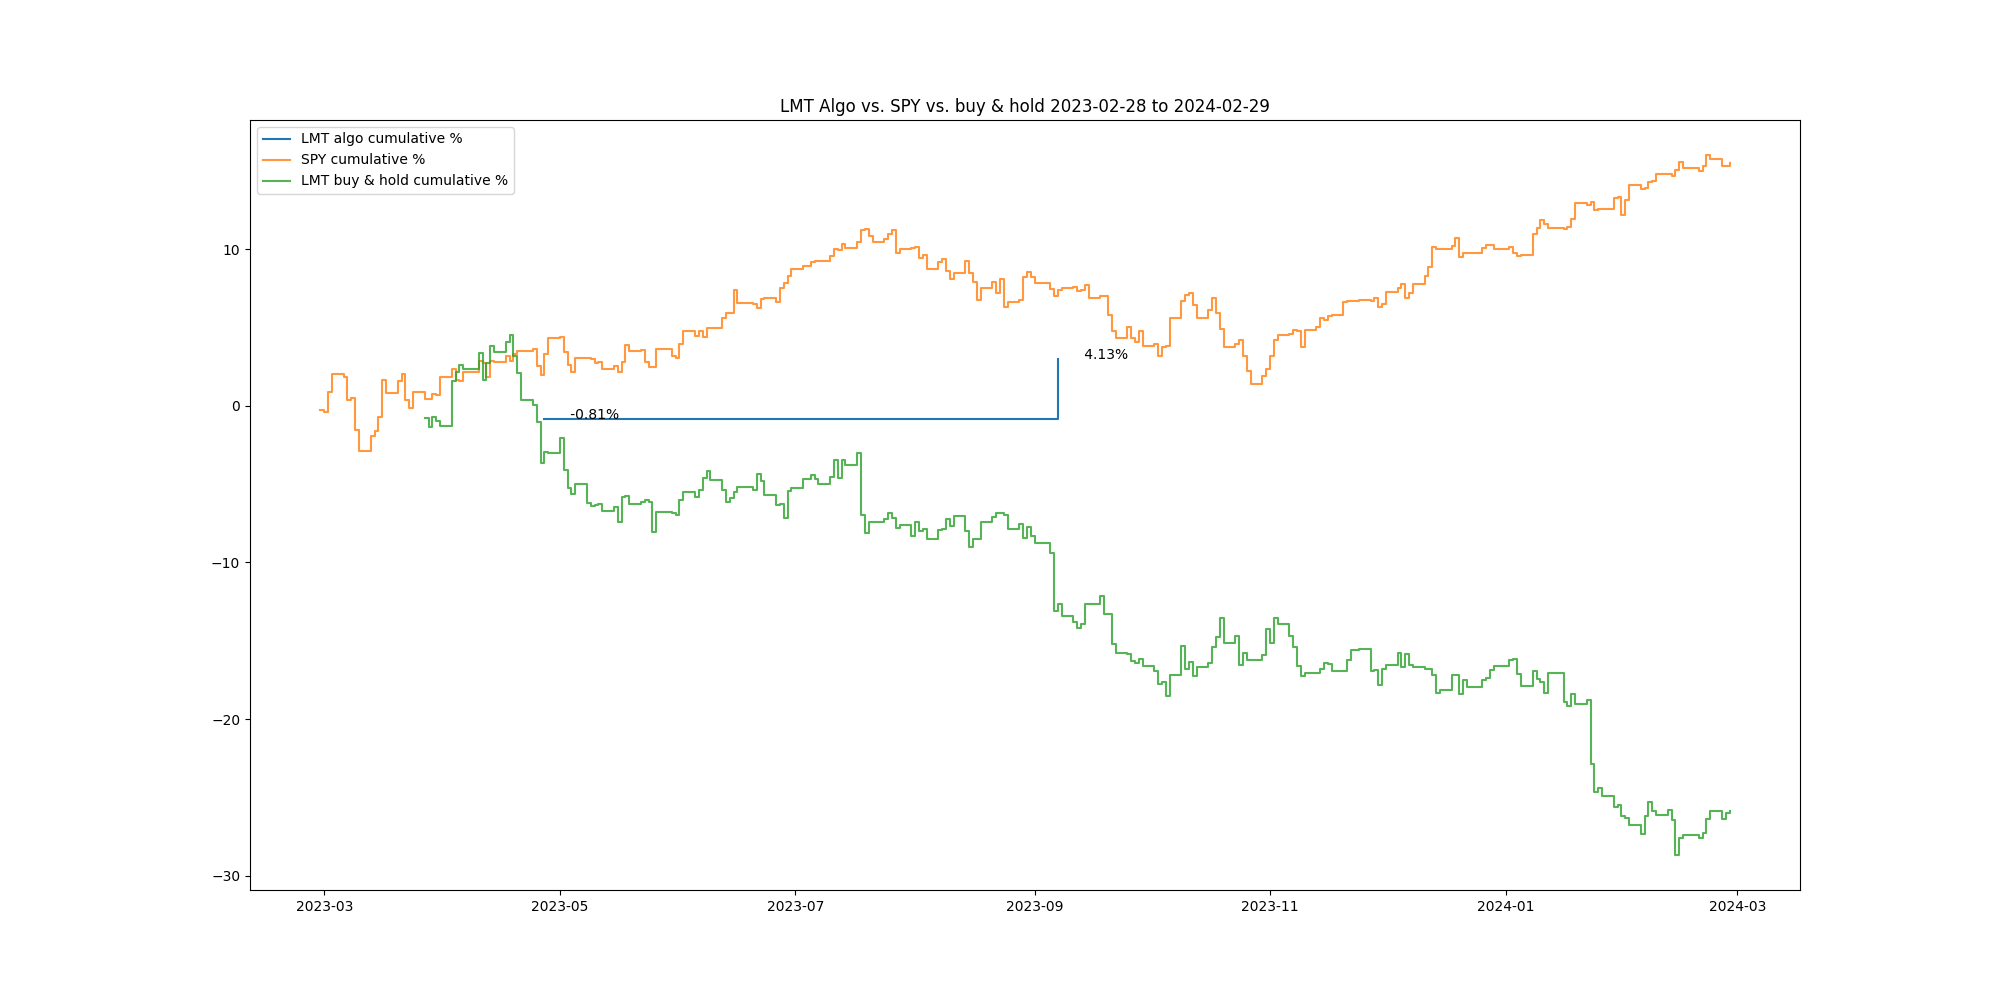 LMT Algo vs. SPY vs. buy & hold 2023-02-28 to 2024-02-29
LMT algo cumulative %
SPY cumulative %
LMT buy & hold cumulative %
10
4.13%
0
-0.81%
−10
−20
−30
2023-03 2023-05 2023-07 2023-09 2023-11 2024-01 2024-03